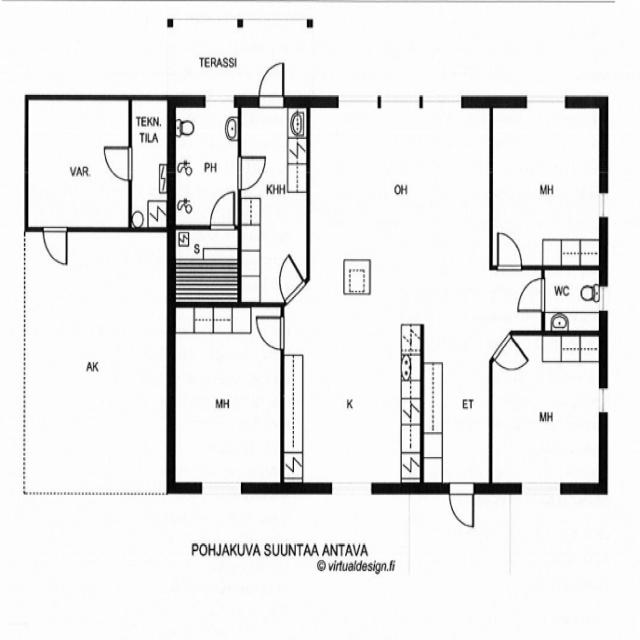 TERASSI
TEKN.
TILA
VAR.
PH
KHH
OH
MH
S
WC
AK
MH
K
ET
MH
POHJAKUVA SUUNTAA ANTAVA
© virtualdesign.fi